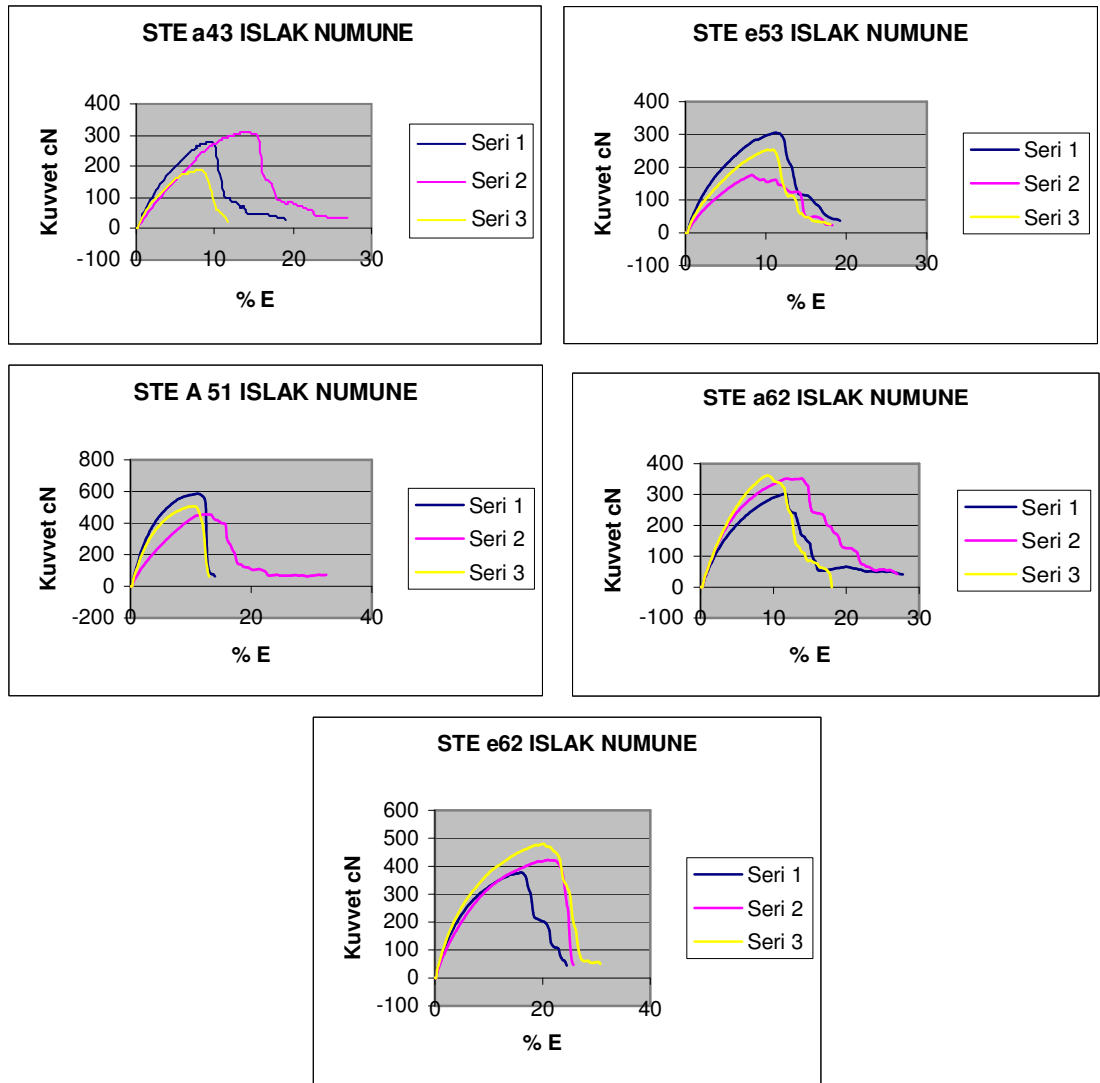 STE a43 ISLAK NUMUNE
400
300
200
100
0
-100
0 10 20 30
Kuvvet cN
% E
Seri 1
Seri 2
Seri 3
STE e53 ISLAK NUMUNE
400
300
200
100
0
-100
0 10 20 30
Kuvvet cN
% E
Seri 1
Seri 2
Seri 3
STE A 51 ISLAK NUMUNE
800
600
400
200
0
-200
0 20 40
Kuvvet cN
% E
Seri 1
Seri 2
Seri 3
STE a62 ISLAK NUMUNE
400
300
200
100
0
-100
0 10 20 30
Kuvvet cN
% E
Seri 1
Seri 2
Seri 3
STE e62 ISLAK NUMUNE
600
500
400
300
200
100
0
-100
0 20 40
Kuvvet cN
% E
Seri 1
Seri 2
Seri 3